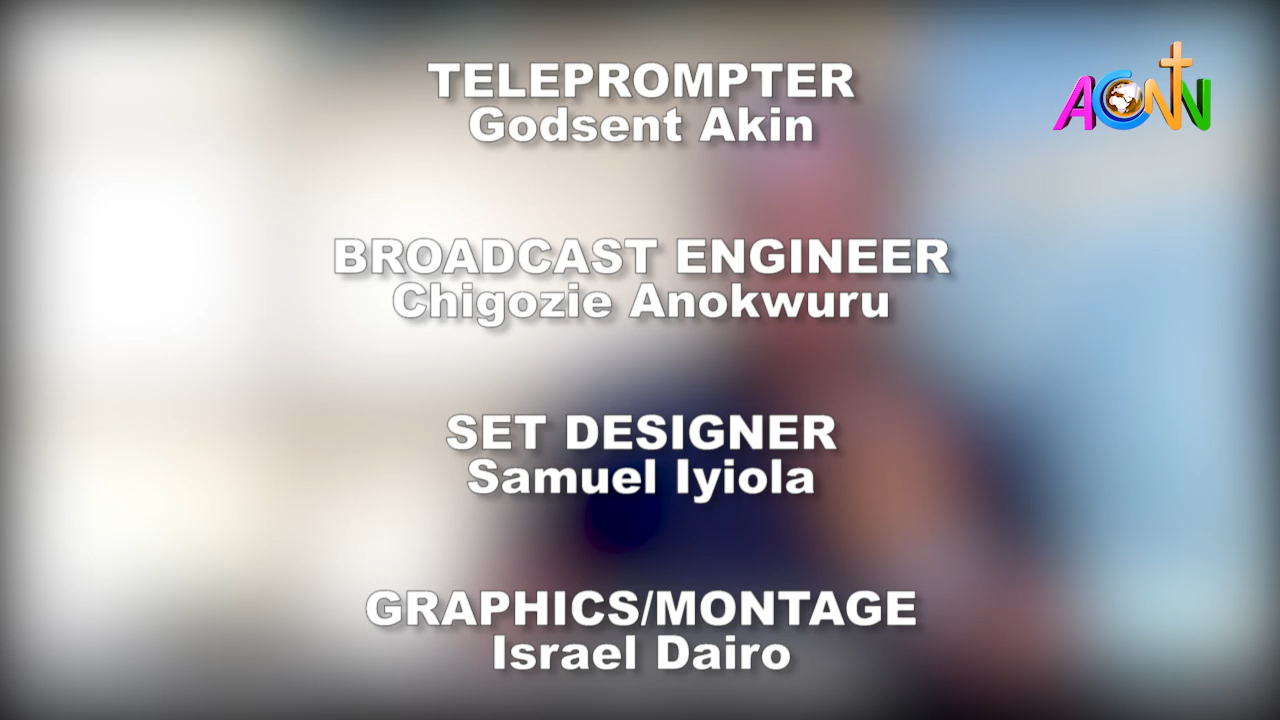 TELEPROMPTER
Godsent Akin
ACNN
BROADCAST ENGINEER
Chigozie Anokwuru
SET DESIGNER
Samuel Iyiola
GRAPHICS/MONTAGE
Israel Dairo